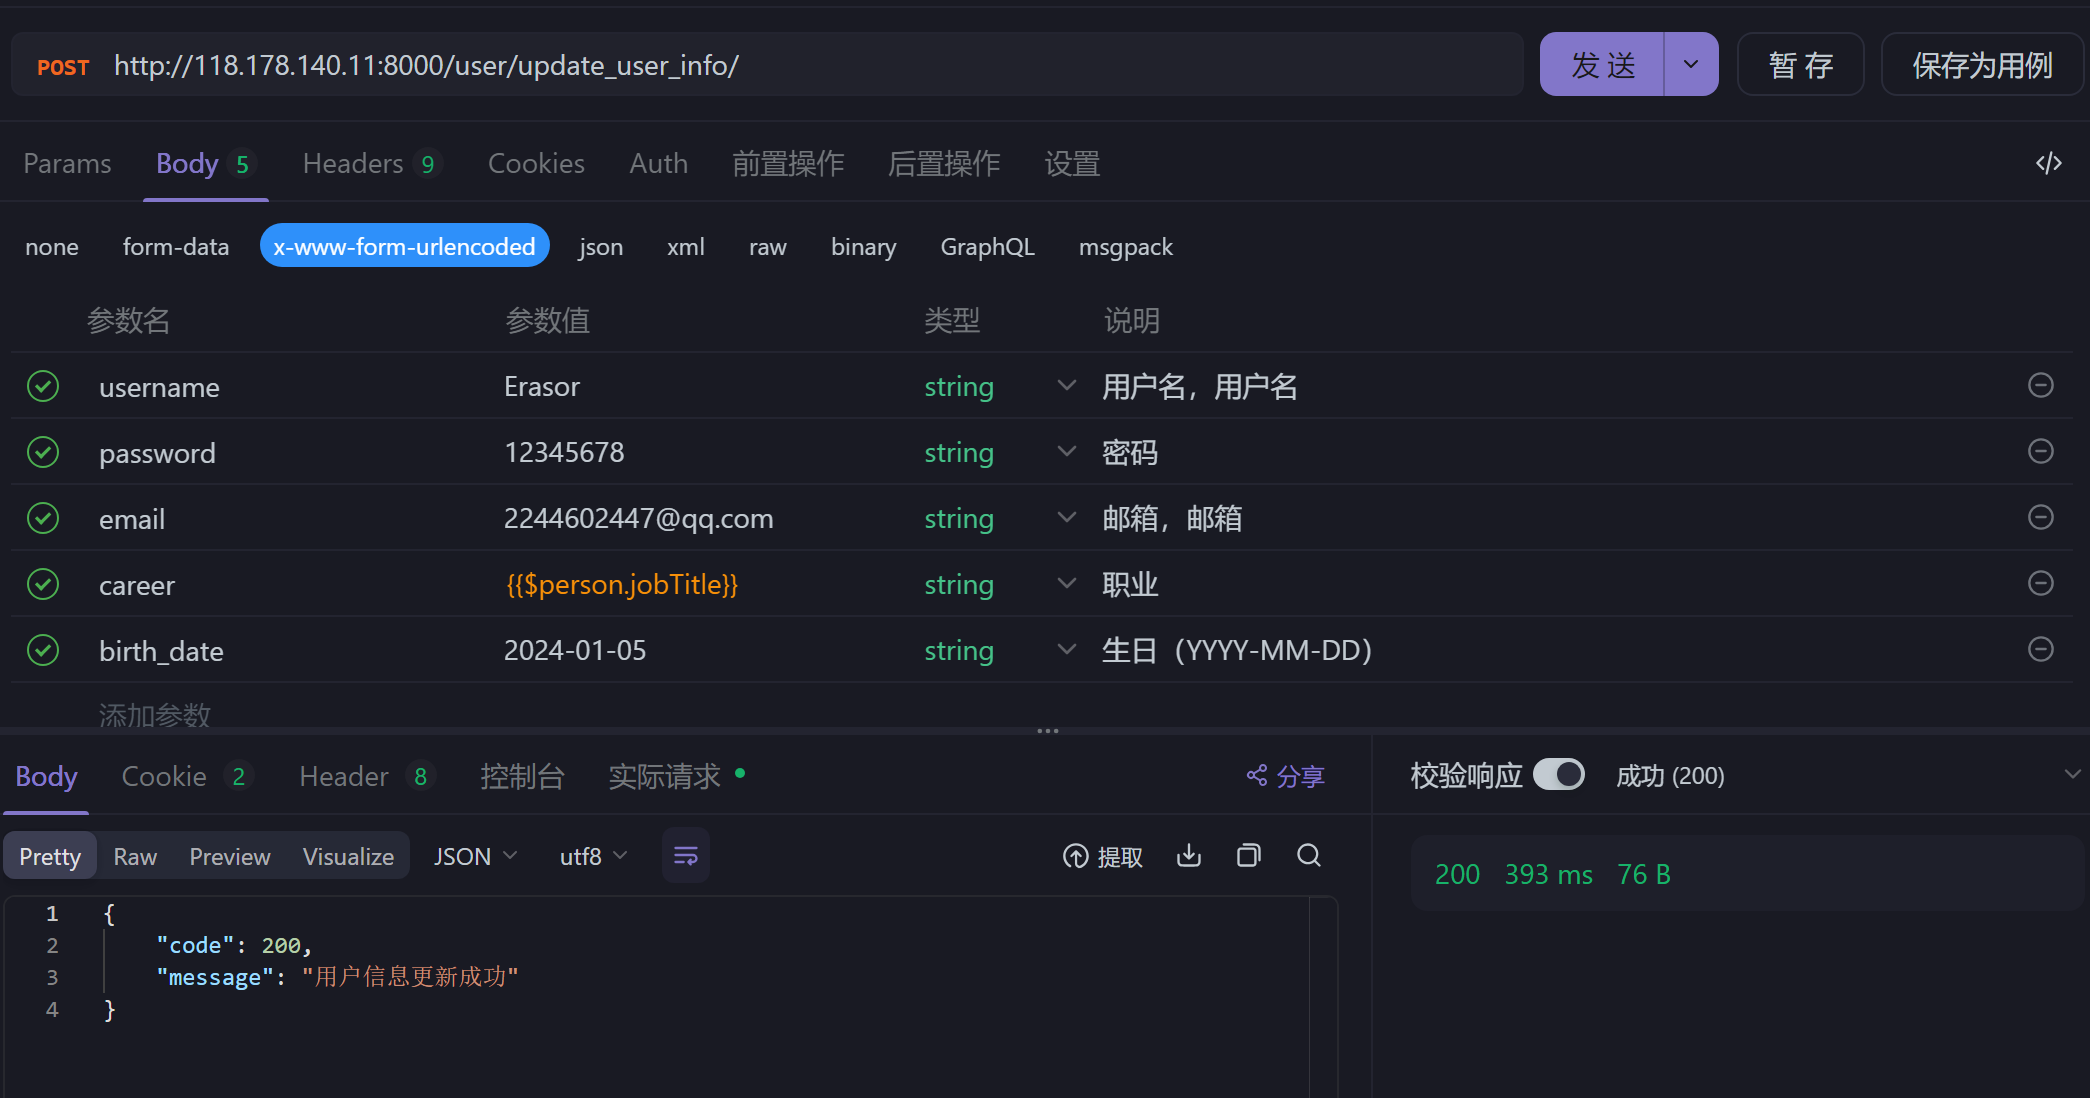 POST http://118.178.140.11:8000/user/update_user_info/ 发送 暂存 保存为用例
Params Body 5 Headers 9 Cookies Auth 前置操作 后置操作 设置
none form-data x-www-form-urlencoded json xml raw binary GraphQL msgpack
参数名 参数值 类型 说明
username Erasor string 用户名，用户名
password 12345678 string 密码
email 2244602447@qq.com string 邮箱，邮箱
career {{$person.jobTitle}} string 职业
birth_date 2024-01-05 string 生日（YYYY-MM-DD）
添加参数
Body Cookie 2 Header 8 控制台 实际请求 分享 校验响应 成功 (200)
Pretty Raw Preview Visualize JSON utf8 提取
200 393 ms 76 B
1 {
2 "code": 200,
3 "message": "用户信息更新成功"
4 }